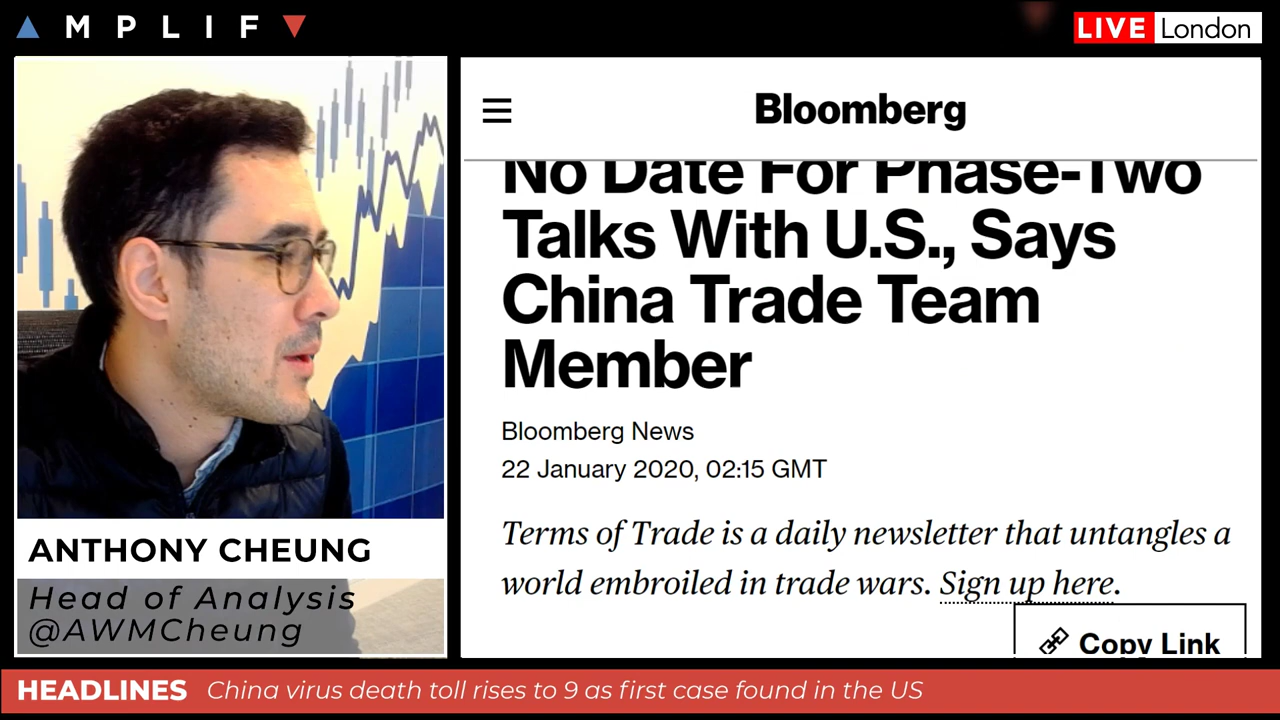 AMPLIFY
LIVE London
Bloomberg
No Date For Phase-Two
Talks With U.S., Says
China Trade Team
Member
Bloomberg News
22 January 2020, 02:15 GMT
Terms of Trade is a daily newsletter that untangles a
world embroiled in trade wars. Sign up here.
Copy Link
ANTHONY CHEUNG
Head of Analysis
@AWMCheung
HEADLINES China virus death toll rises to 9 as first case found in the US